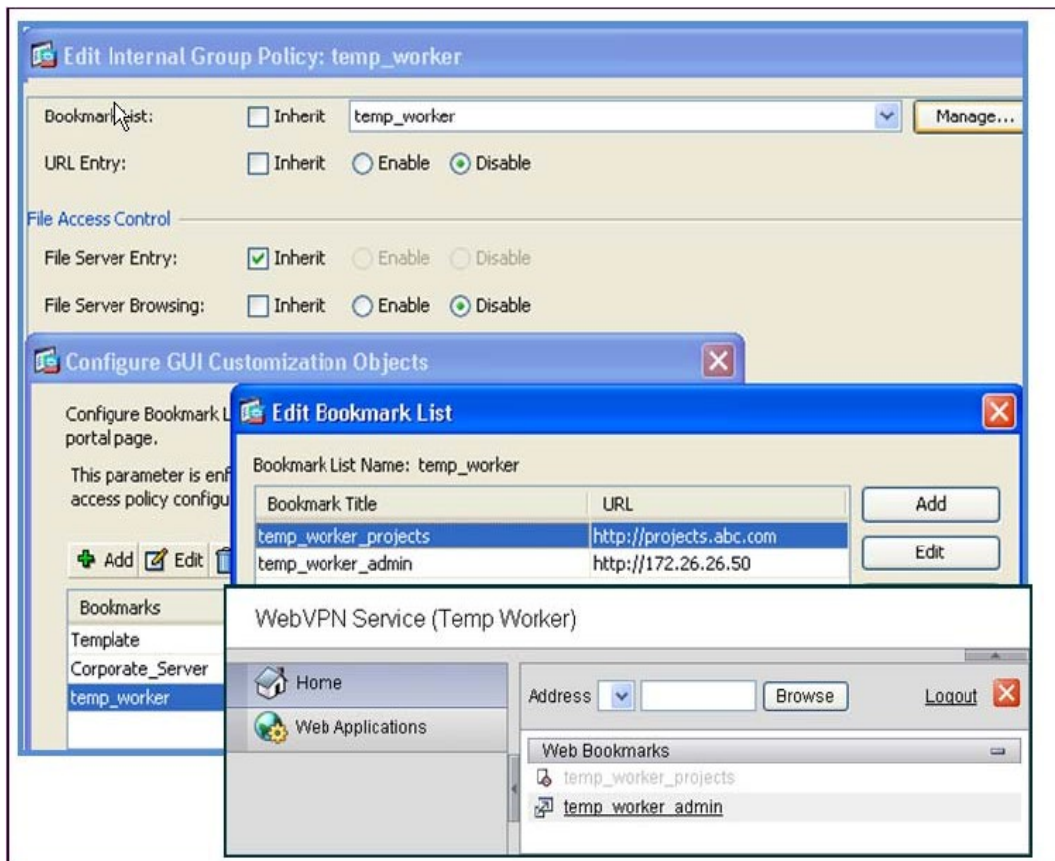 Edit Internal Group Policy: temp_worker
Bookmark List: Inherit temp_worker Manage...
URL Entry: Inherit Enable Disable
File Access Control
File Server Entry: Inherit Enable Disable
File Server Browsing: Inherit Enable Disable
Configure GUI Customization Objects
Configure Bookmark L
portal page.
This parameter is enf
access policy configu
Add Edit
Bookmarks
Template
Corporate_Server
temp_worker
Edit Bookmark List
Bookmark List Name: temp_worker
Bookmark Title URL
temp_worker_projects http://projects.abc.com
temp_worker_admin http://172.26.26.50
Add
Edit
WebVPN Service (Temp Worker)
Home
Web Applications
Address Browse Logout
Web Bookmarks
temp_worker_projects
temp_worker_admin